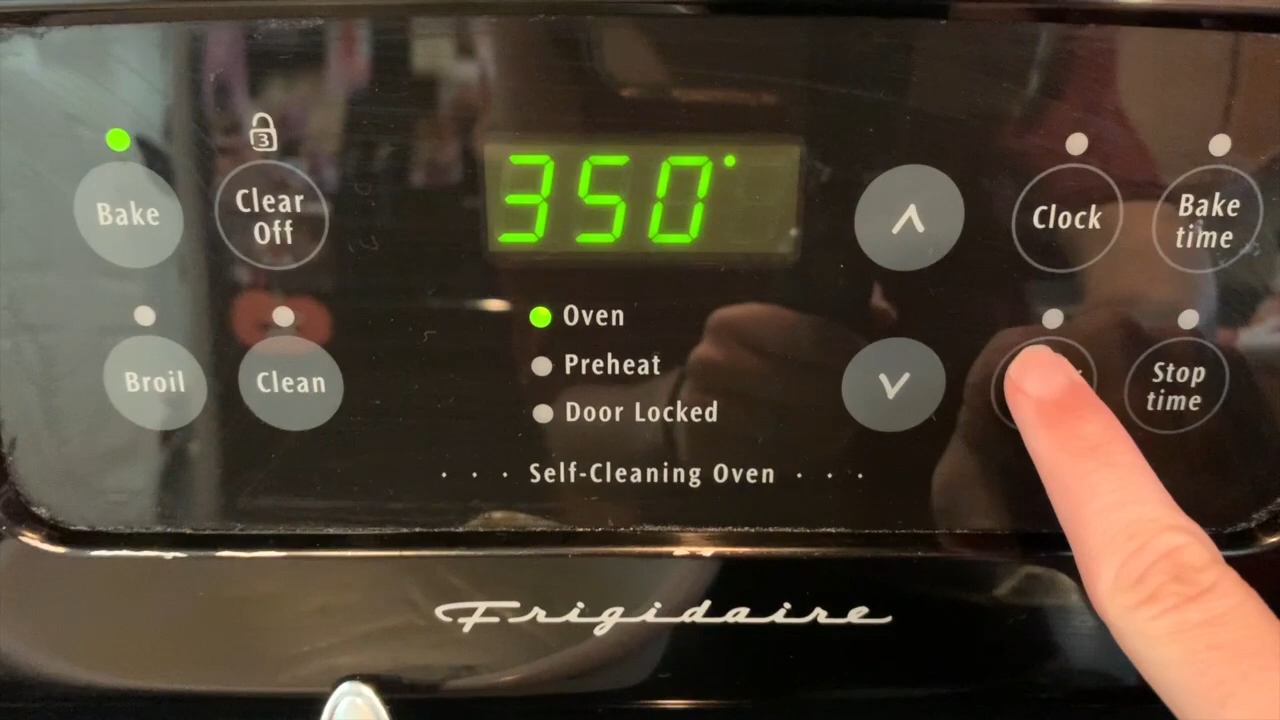 3
Bake
Clear
Off
350°
Clock
Bake
time
Oven
Preheat
Door Locked
Broil
Clean
Stop
time
Self-Cleaning Oven
Frigidaire